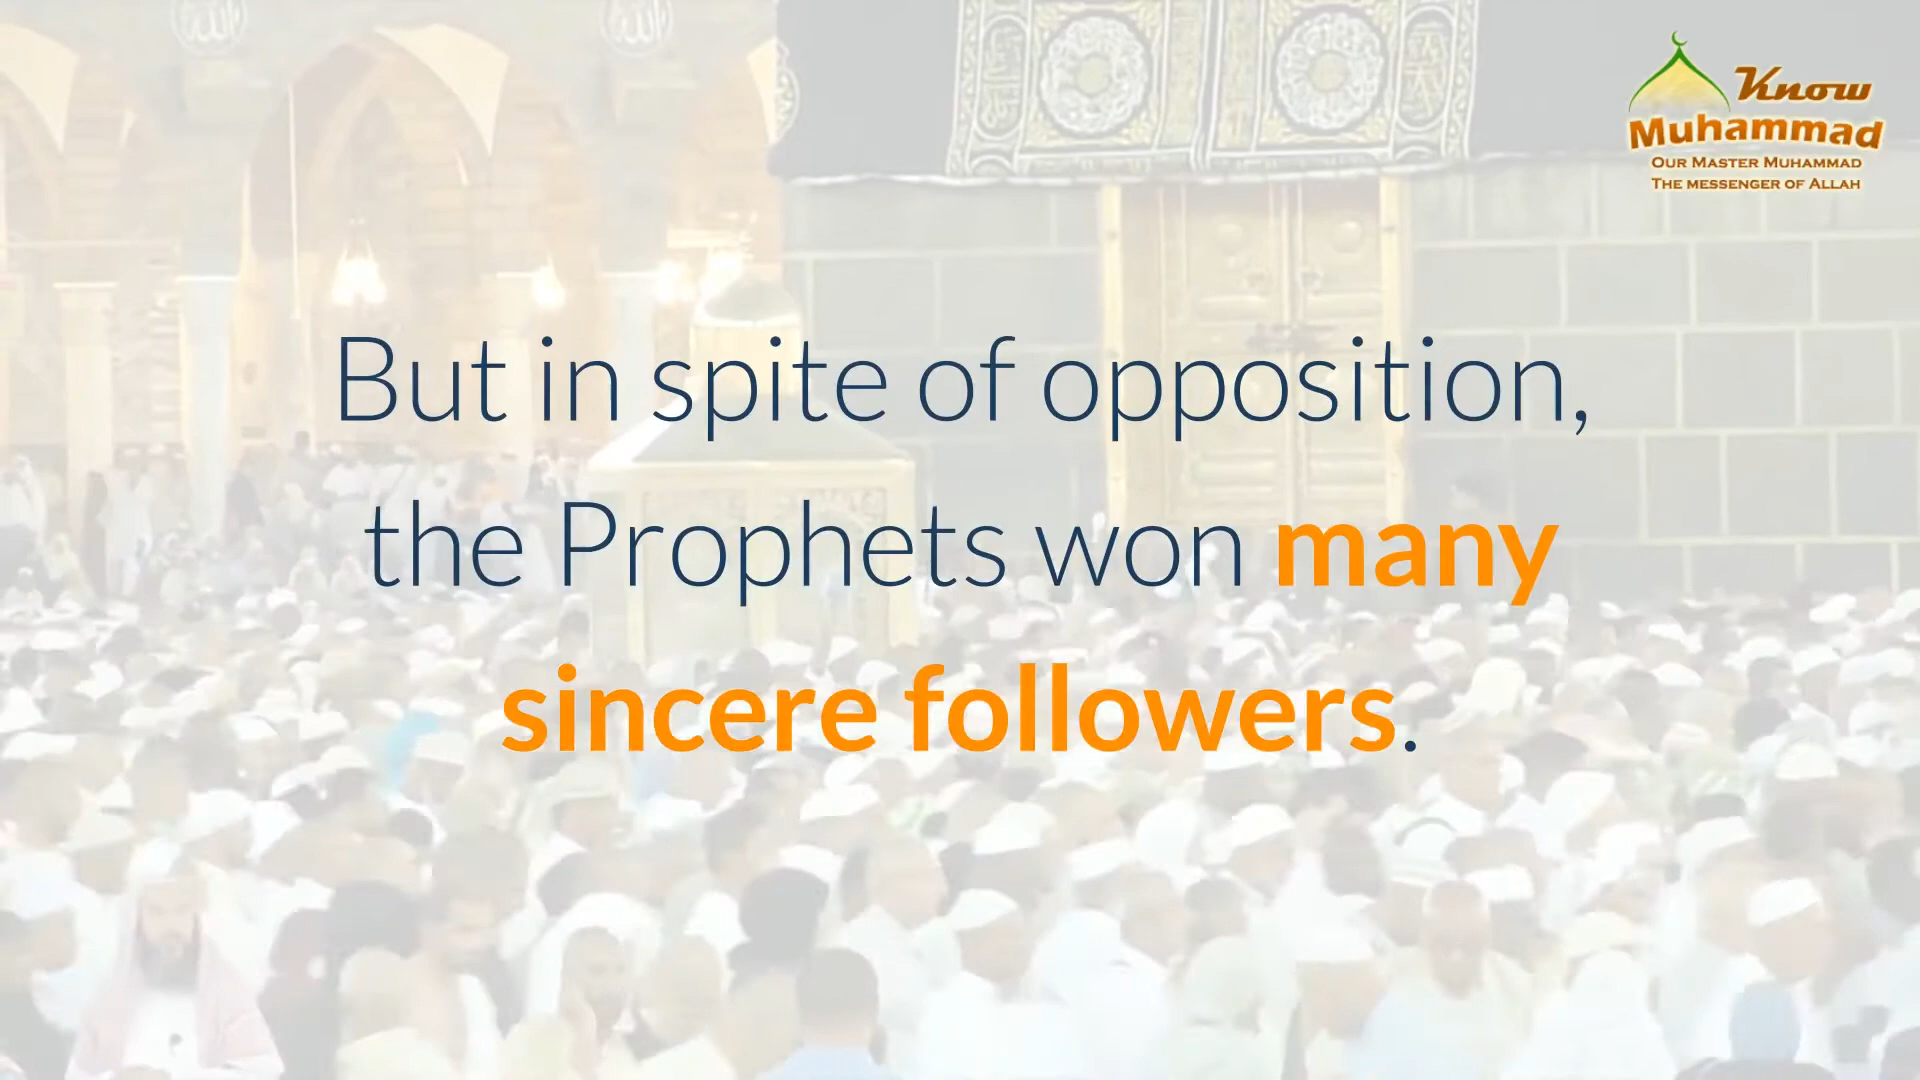 Know
Muhammad
OUR MASTER MUHAMMAD
THE MESSENGER OF ALLAH
But in spite of opposition,
the Prophets won many
sincere followers.